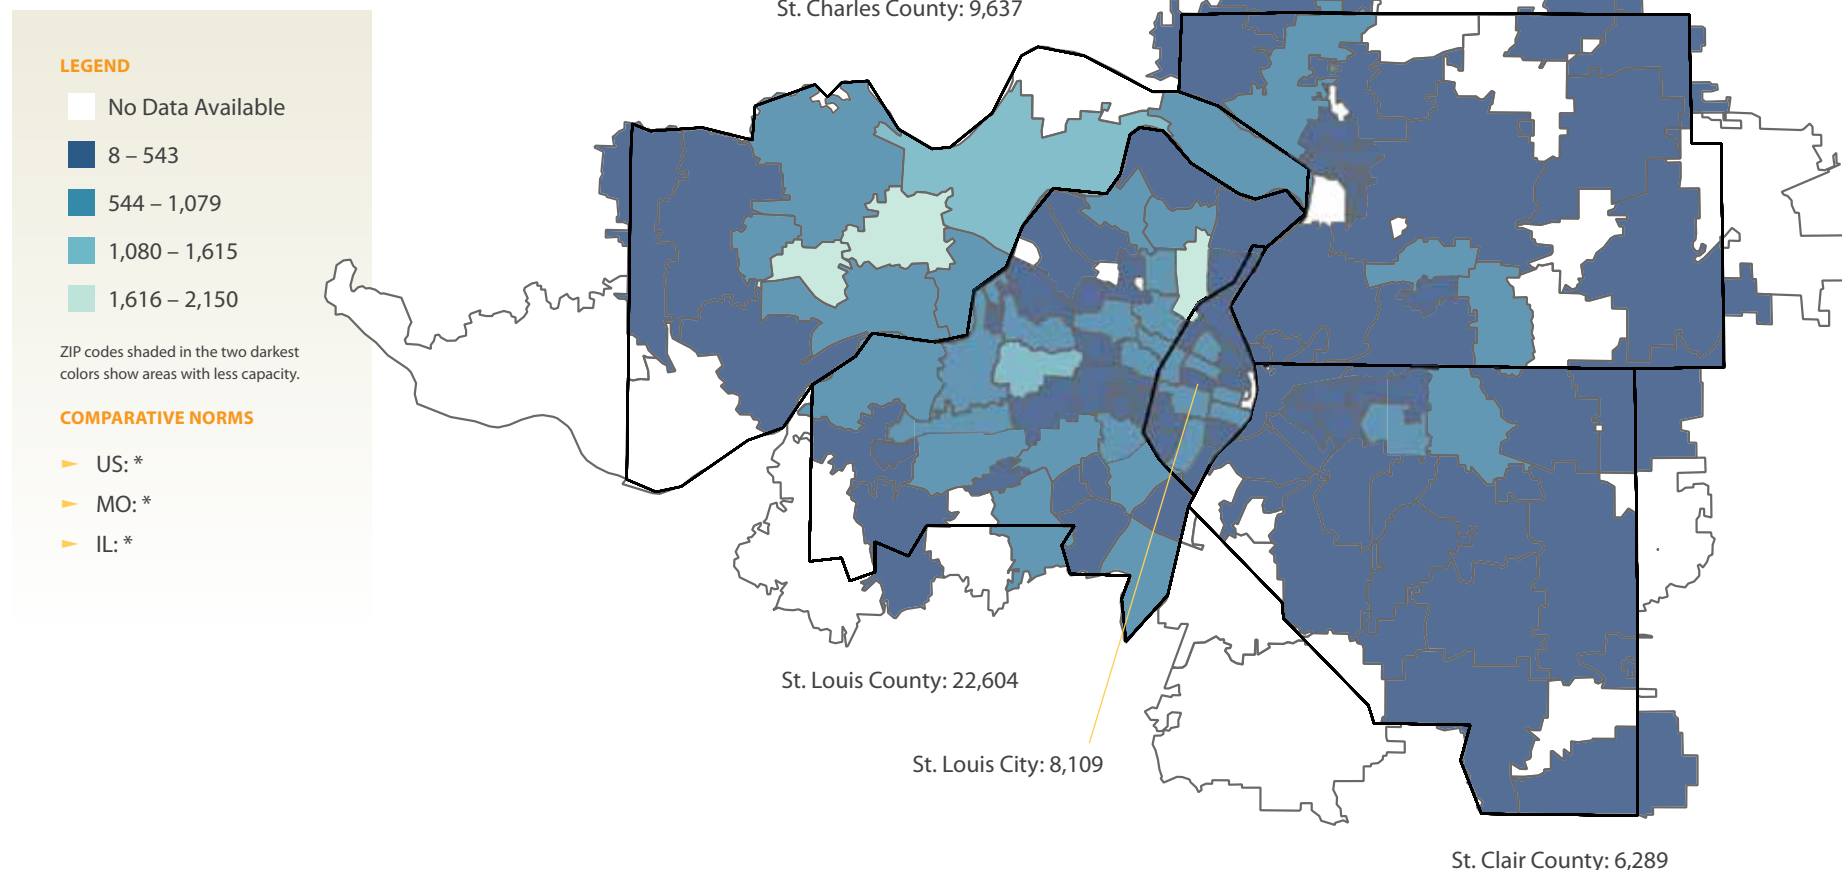 St. Charles County: 9,637
LEGEND
No Data Available
8 – 543
544 – 1,079
1,080 – 1,615
1,616 – 2,150
ZIP codes shaded in the two darkest
colors show areas with less capacity.
COMPARATIVE NORMS
US: *
MO: *
IL: *
St. Louis County: 22,604
St. Louis City: 8,109
St. Clair County: 6,289